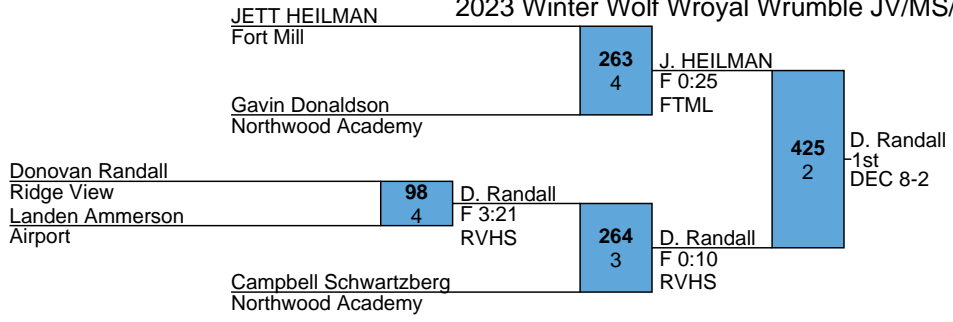 2023 Winter Wolf Wroyal Wrumble JV/MS/
JETT HEILMAN
Fort Mill
263
4
J. HEILMAN
F 0:25
FTML
Gavin Donaldson
Northwood Academy
425
2
D. Randall
1st
DEC 8-2
Donovan Randall
Ridge View
98
4
D. Randall
F 3:21
RVHS
Landen Ammerson
Airport
264
3
D. Randall
F 0:10
RVHS
Campbell Schwartzberg
Northwood Academy